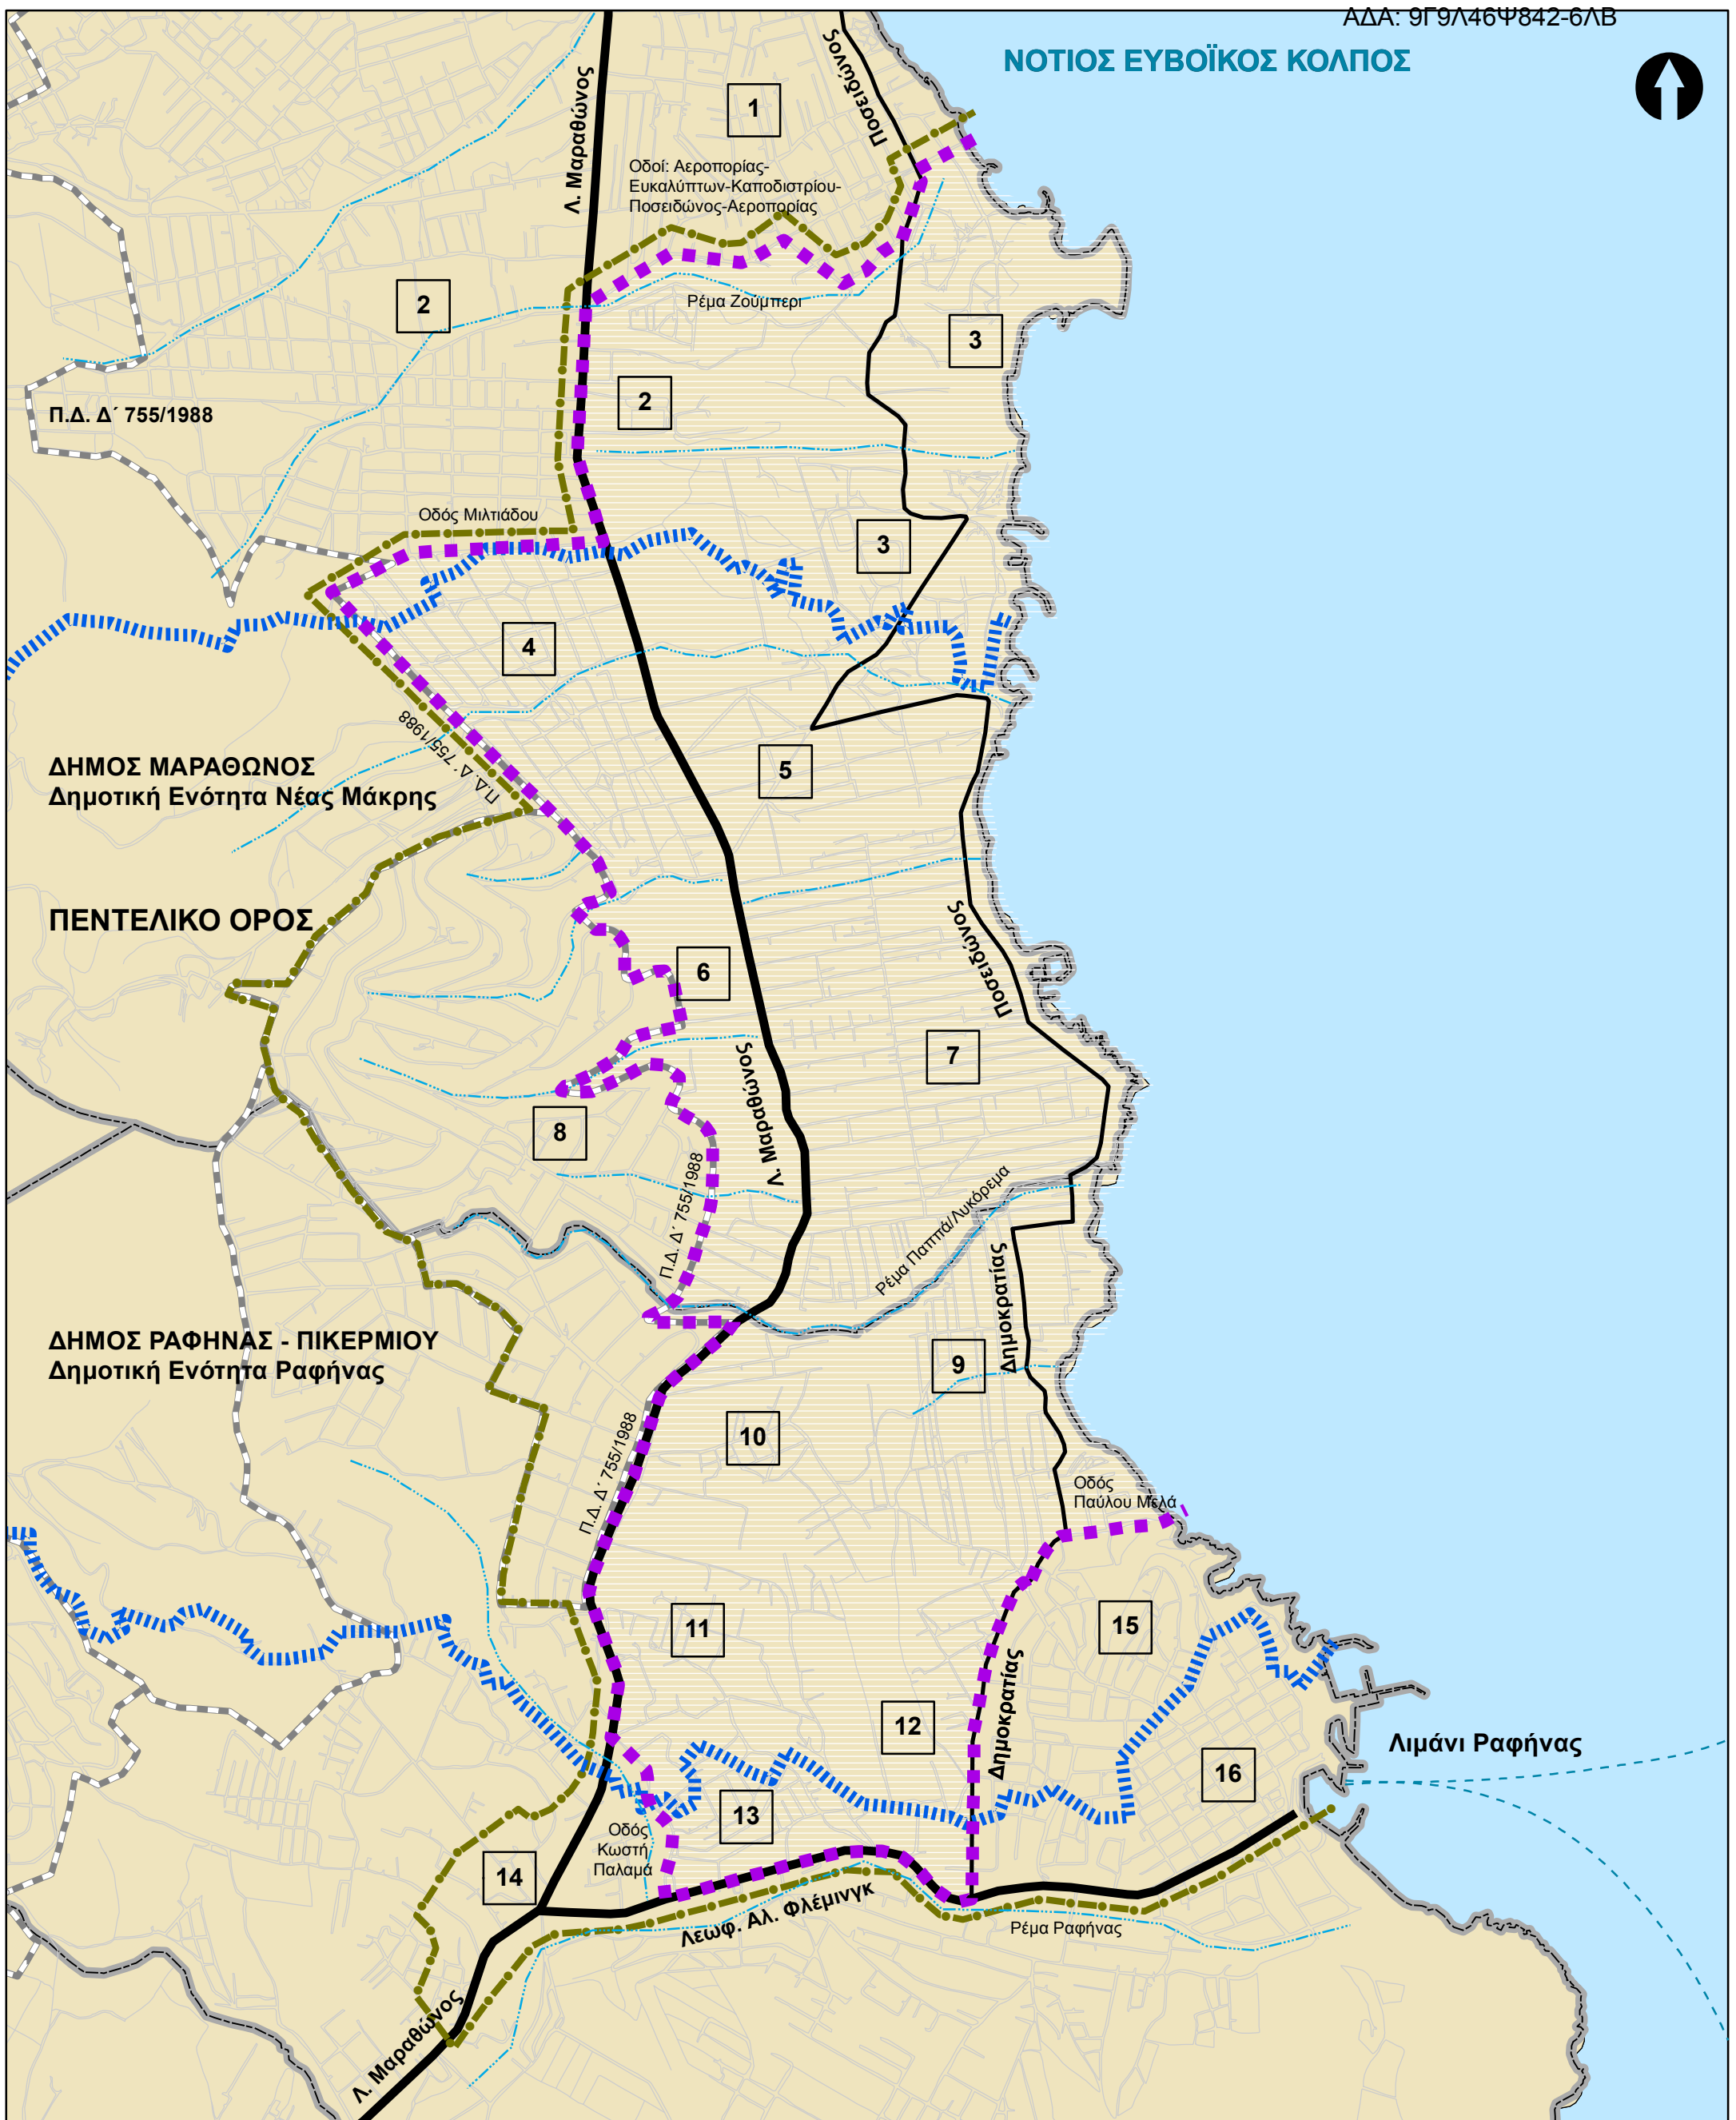 ΑΔΑ: 9Γ9Λ46Ψ842-6ΛΒ
ΝΟΤΙΟΣ ΕΥΒΟΪΚΟΣ ΚΟΛΠΟΣ
Ποσειδώνος
Λ. Μαραθώνος
1
Οδοί: Αεροπορίας-
Ευκαλύπτων-Καποδιστρίου-
Ποσειδώνος-Αεροπορίας
2
Ρέμα Ζούμπερι
3
2
Π.Δ. Δ΄ 755/1988
Οδός Μιλτιάδου
3
4
Π.Δ. Δ΄ 755/1988
5
ΔΗΜΟΣ ΜΑΡΑΘΩΝΟΣ
Δημοτική Ενότητα Νέας Μάκρης
ΠΕΝΤΕΛΙΚΟ ΟΡΟΣ
Ποσειδώνος
6
7
Λ. Μαραθώνος
8
Π.Δ. Δ΄ 755/1988
Ρέμα Παππά/Λυκόρεμα
Δημοκρατίας
ΔΗΜΟΣ ΡΑΦΗΝΑΣ - ΠΙΚΕΡΜΙΟΥ
Δημοτική Ενότητα Ραφήνας
9
10
Π.Δ. Δ΄ 755/1988
Οδός
Παύλου Μελά
11
15
12
Δημοκρατίας
Λιμάνι Ραφήνας
16
13
Οδός
Κωστή
Παλαμά
14
Λεωφ. Αλ. Φλέμινγκ
Ρέμα Ραφήνας
Λ. Μαραθώνος